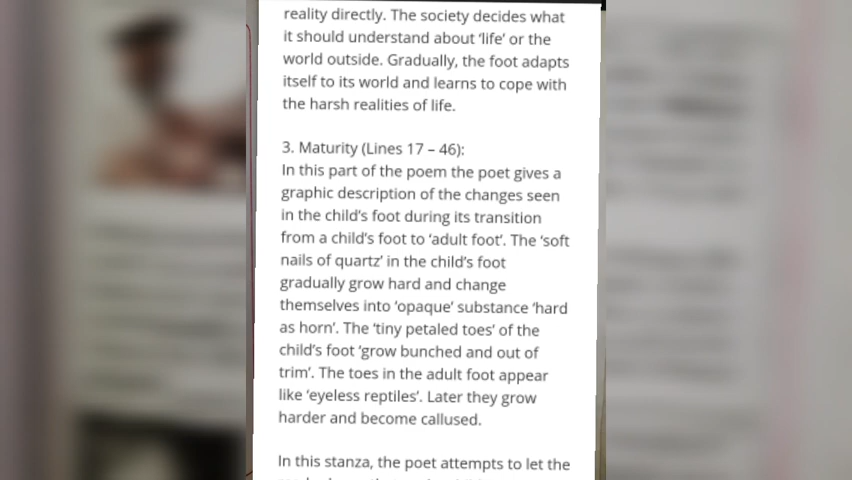 reality directly. The society decides what
it should understand about ‘life’ or the
world outside. Gradually, the foot adapts
itself to its world and learns to cope with
the harsh realities of life.
3. Maturity (Lines 17 – 46):
In this part of the poem the poet gives a
graphic description of the changes seen
in the child’s foot during its transition
from a child’s foot to ‘adult foot’. The ‘soft
nails of quartz’ in the child’s foot
gradually grow hard and change
themselves into ‘opaque’ substance ‘hard
as horn’. The ‘tiny petaled toes’ of the
child’s foot ‘grow bunched and out of
trim’. The toes in the adult foot appear
like ‘eyeless reptiles’. Later they grow
harder and become callused.
In this stanza, the poet attempts to let the